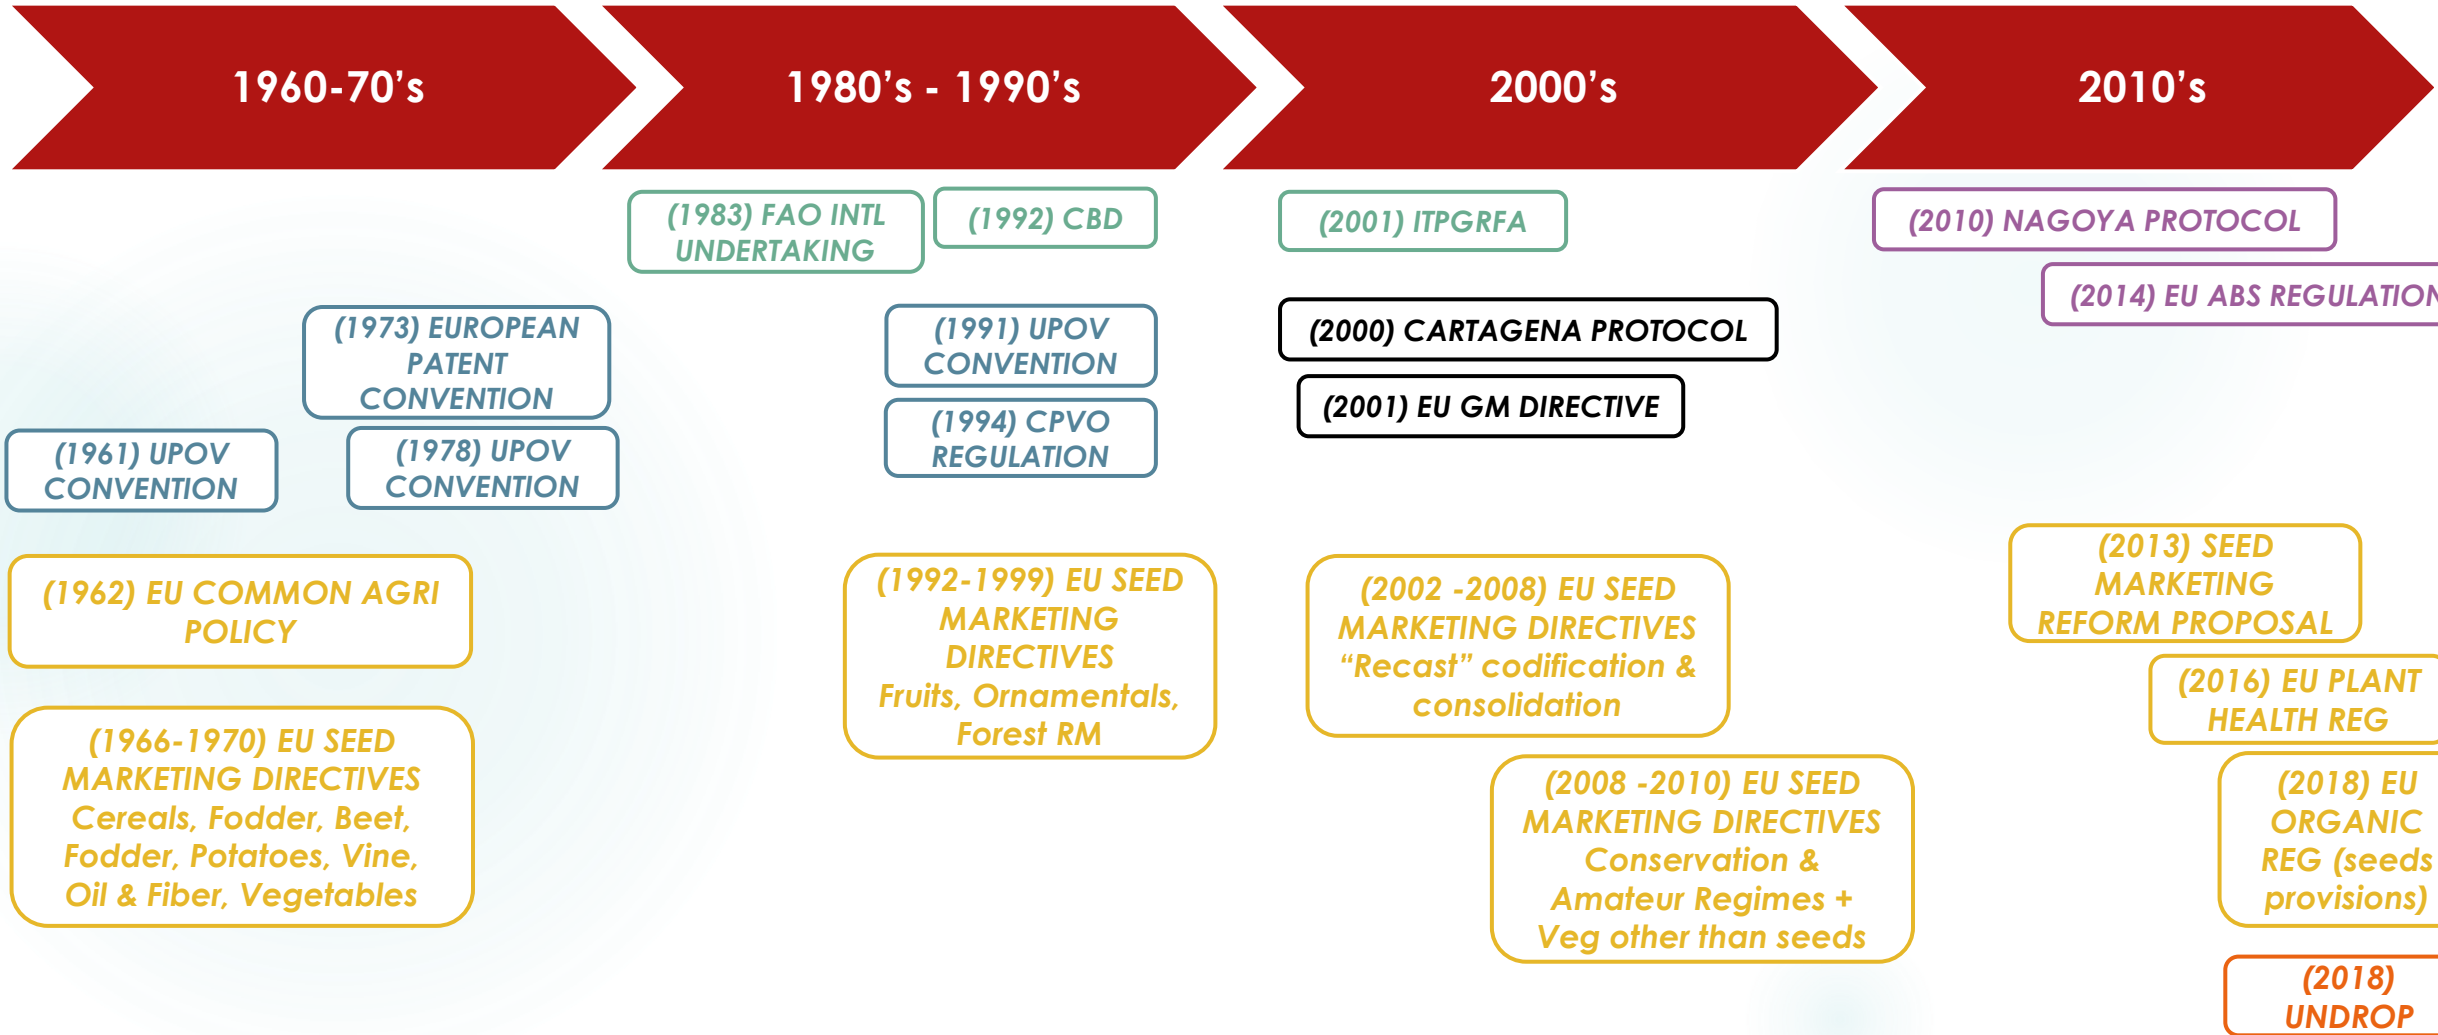 1960-70’s
1980’s - 1990’s
2000’s
2010’s
(1983) FAO INTL
UNDERTAKING
(1992) CBD
(2001) ITPGRFA
(2010) NAGOYA PROTOCOL
(2014) EU ABS REGULATION
(1973) EUROPEAN
PATENT
CONVENTION
(1991) UPOV
CONVENTION
(2000) CARTAGENA PROTOCOL
(2001) EU GM DIRECTIVE
(1994) CPVO
REGULATION
(1961) UPOV
CONVENTION
(1978) UPOV
CONVENTION
(1962) EU COMMON AGRI
POLICY
(1966-1970) EU SEED
MARKETING DIRECTIVES
Cereals, Fodder, Beet,
Fodder, Potatoes, Vine,
Oil & Fiber, Vegetables
(1992-1999) EU SEED
MARKETING
DIRECTIVES
Fruits, Ornamentals,
Forest RM
(2002 -2008) EU SEED
MARKETING DIRECTIVES
“Recast” codification &
consolidation
(2008 -2010) EU SEED
MARKETING DIRECTIVES
Conservation &
Amateur Regimes +
Veg other than seeds
(2013) SEED
MARKETING
REFORM PROPOSAL
(2016) EU PLANT
HEALTH REG
(2018) EU
ORGANIC
REG (seeds
provisions)
(2018)
UNDROP